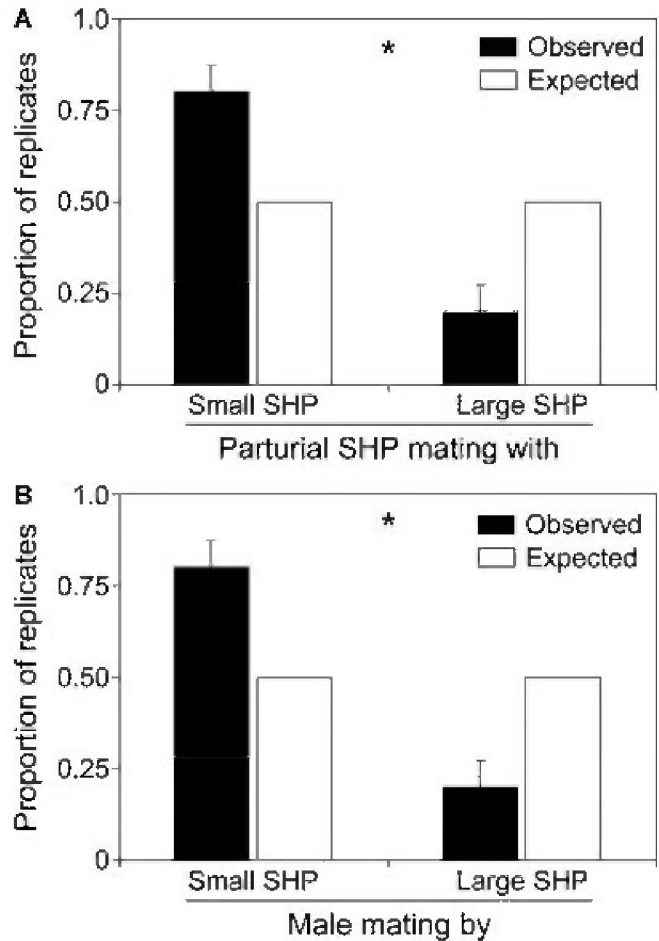 A
1.0
*
Observed
Expected
0.75
0.50
0.25
0
Proportion of replicates
Small SHP Large SHP
Parturial SHP mating with
B
1.0
*
Observed
Expected
0.75
0.50
0.25
0
Proportion of replicates
Small SHP Large SHP
Male mating by